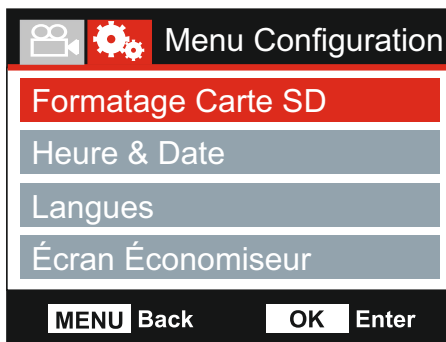 Menu Configuration
Formatage Carte SD
Heure & Date
Langues
Écran Économiseur
MENU Back OK Enter